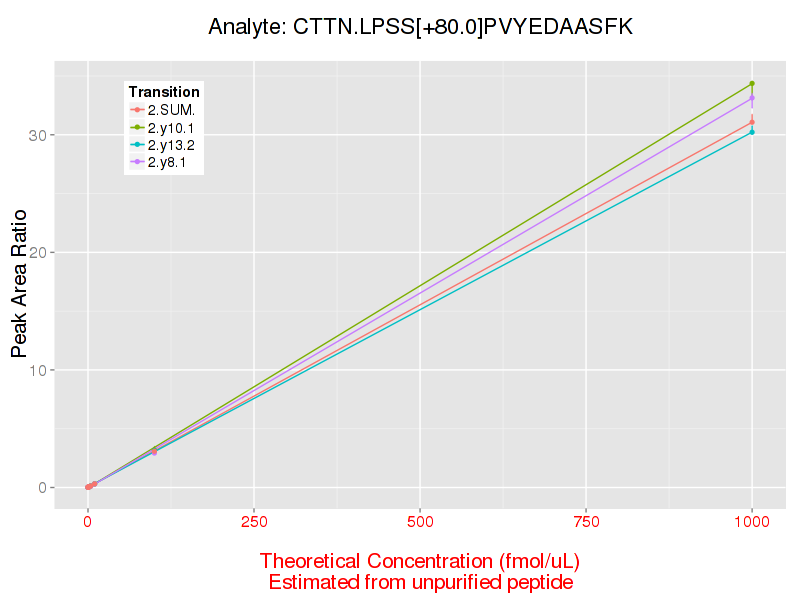 Analyte: CTTN.LPSS[+80.0]PVYEDAASFK
Transition
2.SUM.
2.y10.1
2.y13.2
2.y8.1
Peak Area Ratio
30
20
10
0
0 250 500 750 1000
Theoretical Concentration (fmol/uL)
Estimated from unpurified peptide